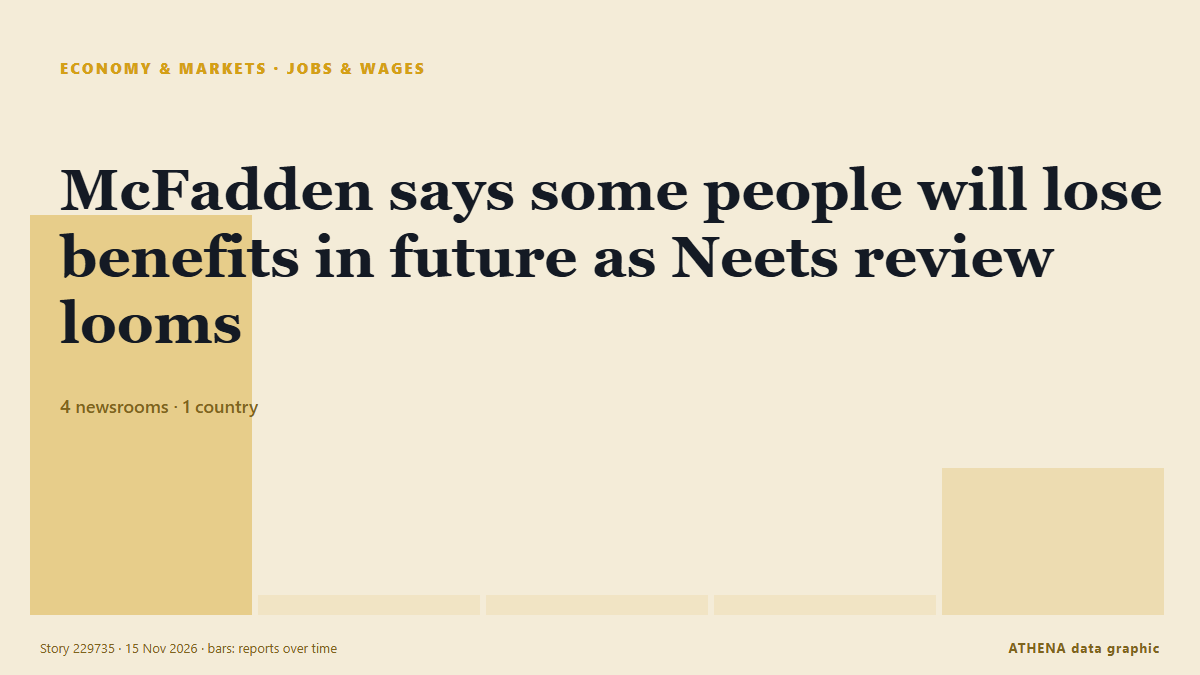 ECONOMY & MARKETS · JOBS & WAGES
McFadden says some people will lose
benefits in future as Neets review
looms
4 newsrooms · 1 country
Story 229735 · 15 Nov 2026 · bars: reports over time
ATHENA data graphic